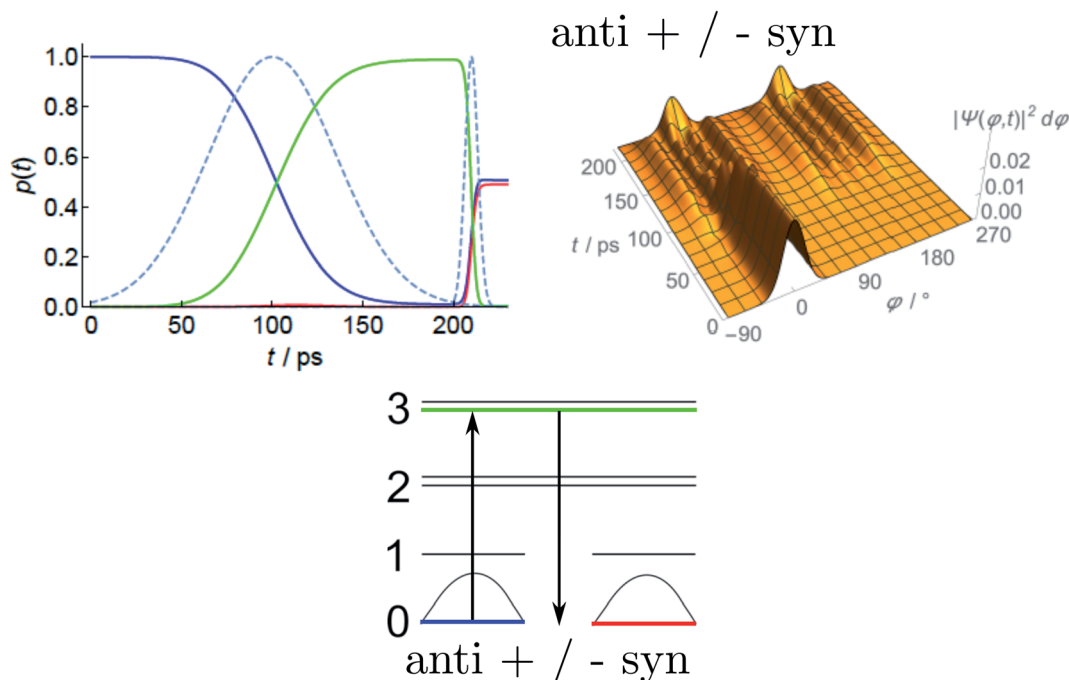 anti + / - syn
1.0
0.8
0.6
0.4
0.2
0.0
p(t)
0 50 100 150 200
t / ps
|Ψ(φ,t)|² dφ
0.02
0.01
0.00
200
150
100
50
0
t / ps
-90
0
90
180
270
φ / °
3
2
1
0
anti + / - syn